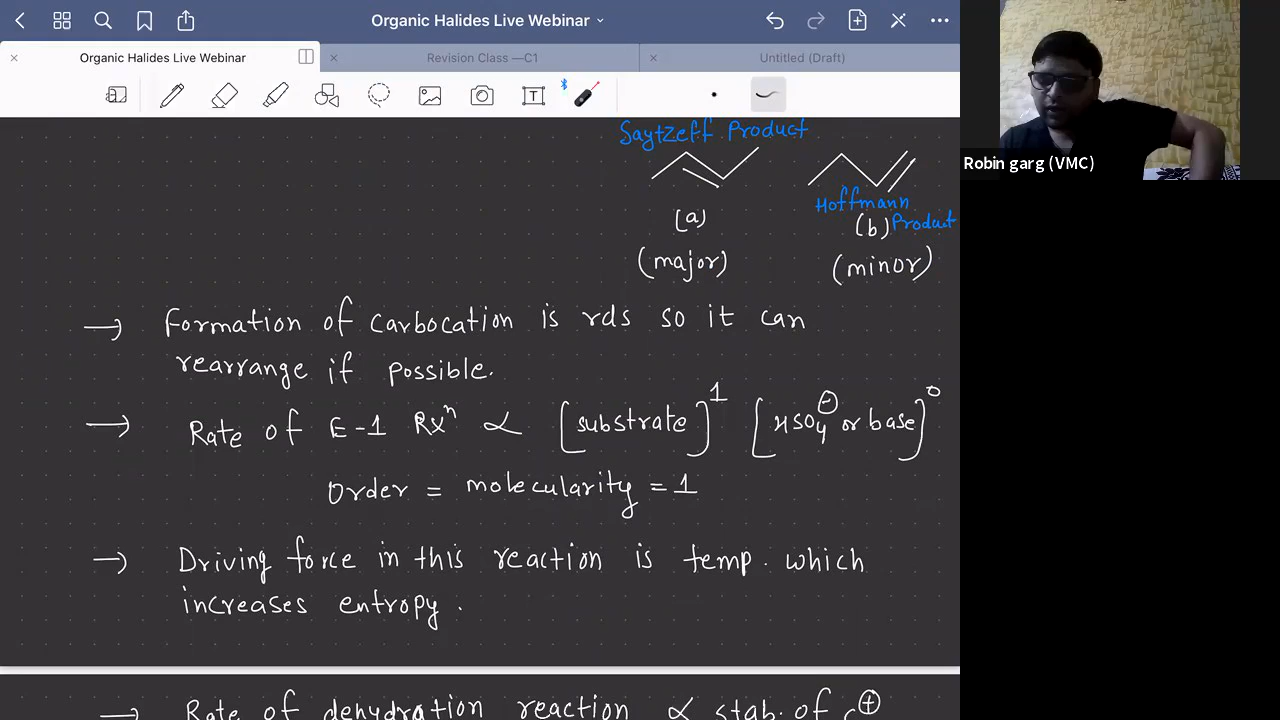 Organic Halides Live Webinar
Organic Halides Live Webinar
Revision Class —C1
Untitled (Draft)
T
Robin garg (VMC)
Saytzeff Product
Hoffmann
Product
(a)
(b)
(major)
(minor)
→ Formation of Carbocation is rds so it can
rearrange if possible.
→ Rate of E-1 Rxⁿ ∝ [substrate]¹ [HSO₄⊖ or base]⁰
Order = molecularity = 1
→ Driving force in this reaction is temp. which
increases entropy.
→ Rate of dehydration reaction ∝ stab. of C⊕